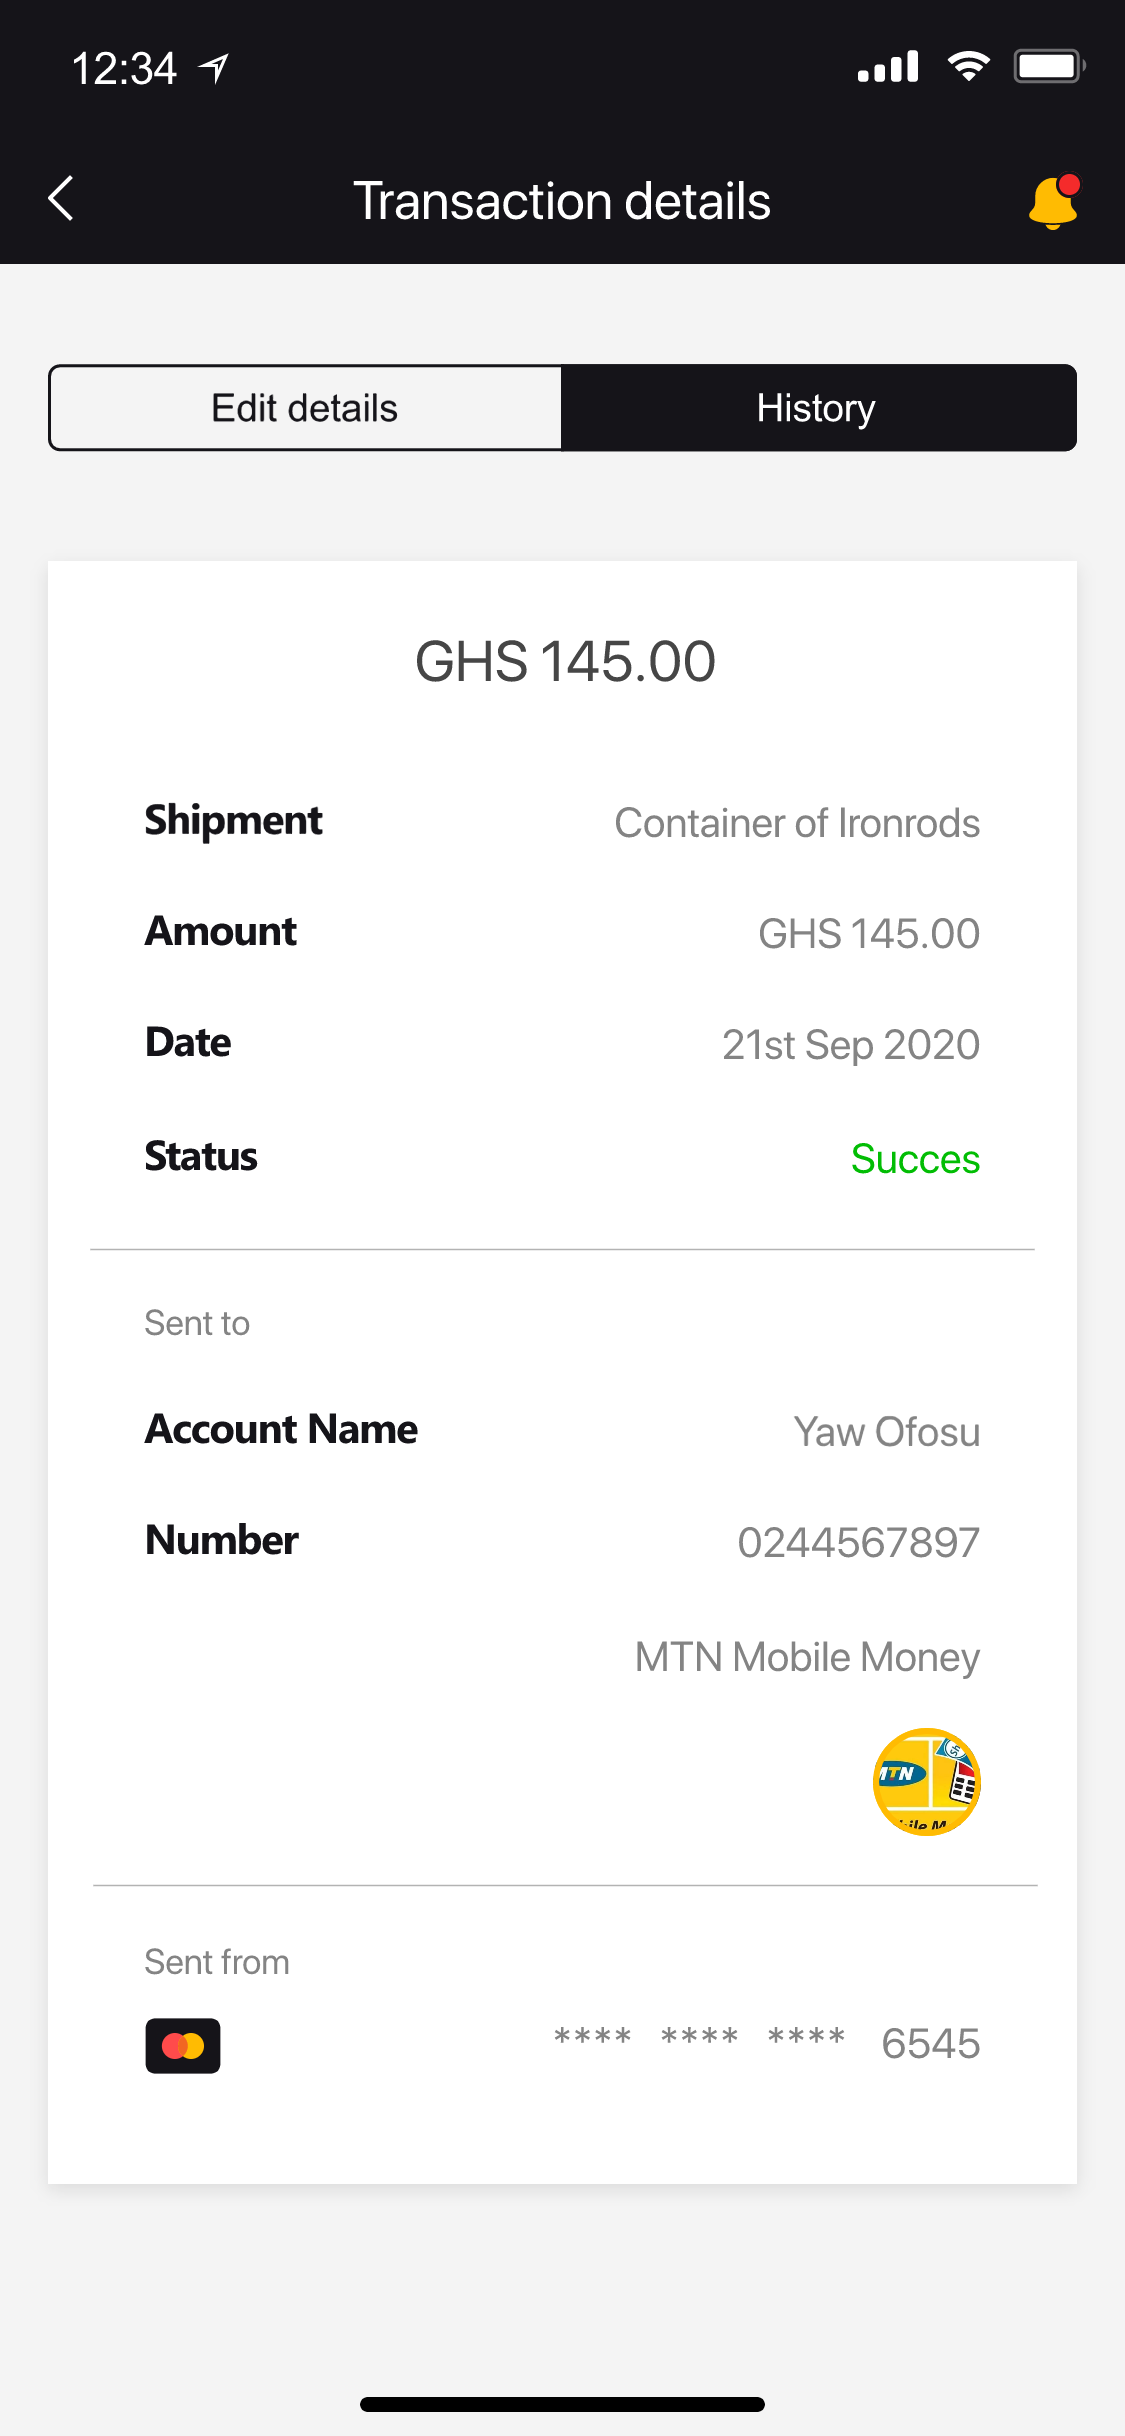 12:34
Transaction details
Edit details
History
GHS 145.00
Shipment Container of Ironrods
Amount GHS 145.00
Date 21st Sep 2020
Status Succes
Sent to
Account Name Yaw Ofosu
Number 0244567897
MTN Mobile Money
MTN
Sent from
**** **** **** 6545